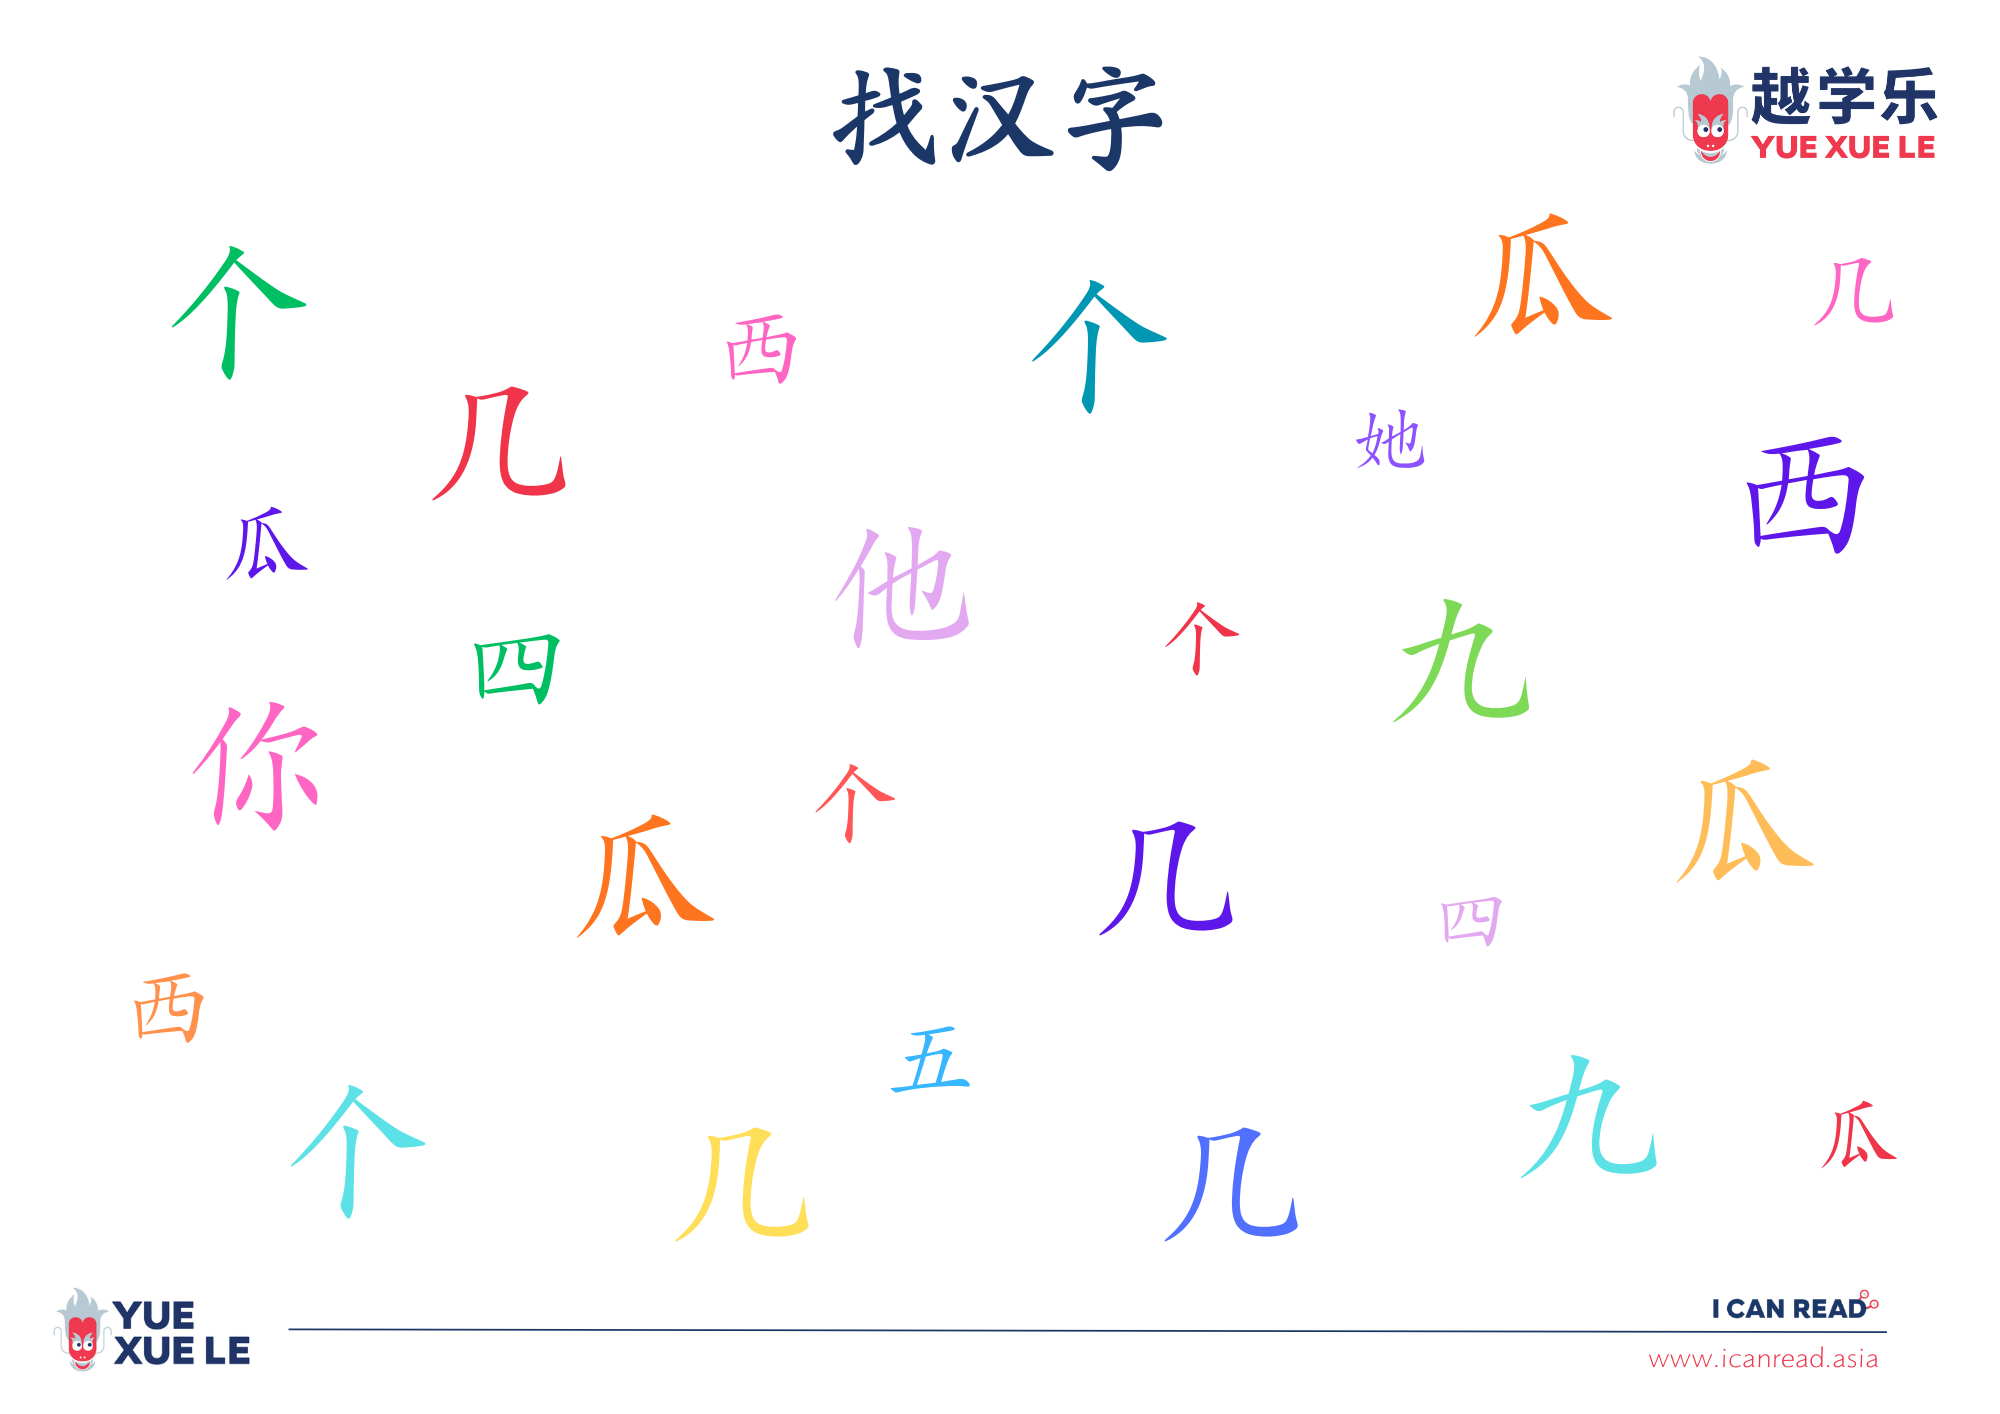 找汉字
越学乐
YUE XUE LE
个
瓜
几
西
个
几
她
西
瓜
他
个
九
四
你
个
瓜
瓜
几
四
西
五
个
几
几
九
瓜
YUE
XUE LE
I CAN READ
www.icanread.asia